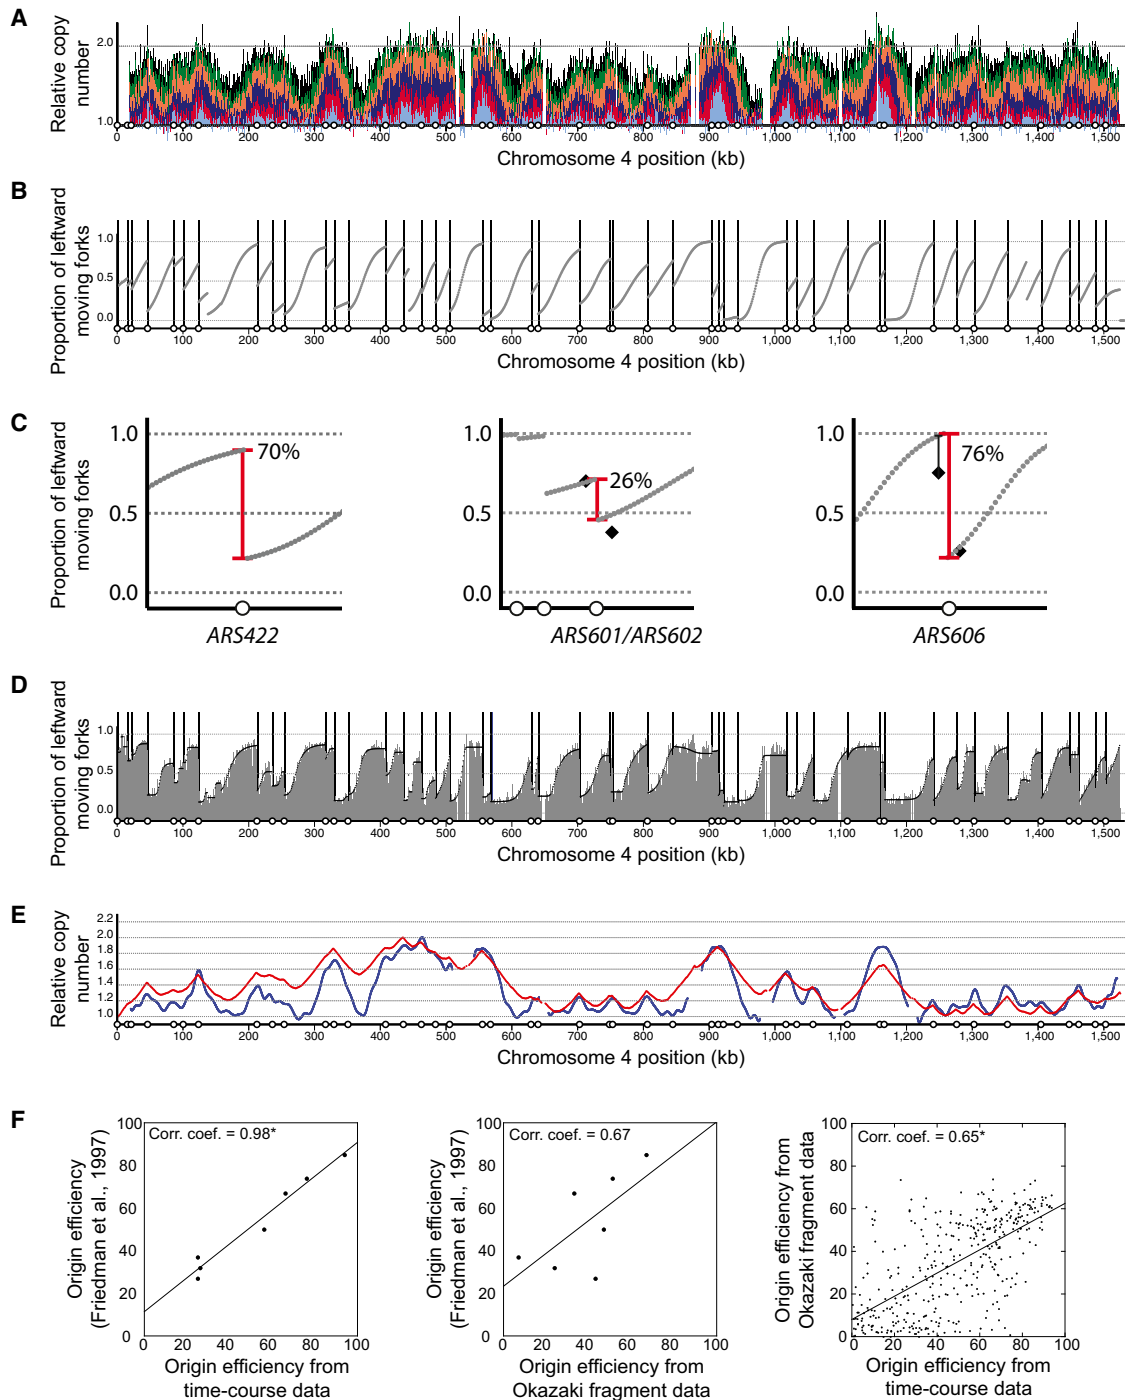 A
Relative copy
number
2.0
1.0
0 100 200 300 400 500 600 700 800 900 1,000 1,100 1,200 1,300 1,400 1,500
Chromosome 4 position (kb)
B
Proportion of leftward
moving forks
1.0
0.5
0.0
0 100 200 300 400 500 600 700 800 900 1,000 1,100 1,200 1,300 1,400 1,500
Chromosome 4 position (kb)
C
Proportion of leftward
moving forks
1.0
0.5
0.0
70%
ARS422
1.0
0.5
0.0
26%
ARS601/ARS602
1.0
0.5
0.0
76%
ARS606
D
Proportion of leftward
moving forks
1.0
0.5
0.0
0 100 200 300 400 500 600 700 800 900 1,000 1,100 1,200 1,300 1,400 1,500
Chromosome 4 position (kb)
E
Relative copy
number
2.2
2.0
1.8
1.6
1.4
1.2
1.0
0 100 200 300 400 500 600 700 800 900 1,000 1,100 1,200 1,300 1,400 1,500
Chromosome 4 position (kb)
F
Origin efficiency
(Friedman et al., 1997)
100
80
60
40
20
0
Corr. coef. = 0.98*
0 20 40 60 80 100
Origin efficiency from
time-course data
Origin efficiency
(Friedman et al., 1997)
100
80
60
40
20
0
Corr. coef. = 0.67
0 20 40 60 80 100
Origin efficiency from
Okazaki fragment data
Origin efficiency from
Okazaki fragment data
100
80
60
40
20
0
Corr. coef. = 0.65*
0 20 40 60 80 100
Origin efficiency from
time-course data